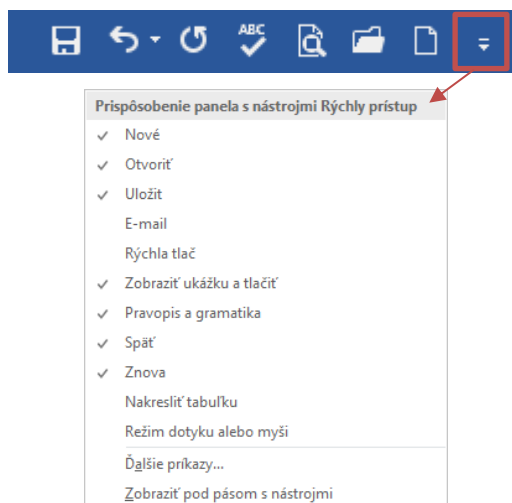 ABC
Prispôsobenie panela s nástrojmi Rýchly prístup
Nové
Otvoriť
Uložiť
E-mail
Rýchla tlač
Zobraziť ukážku a tlačiť
Pravopis a gramatika
Späť
Znova
Nakresliť tabuľku
Režim dotyku alebo myši
Ďalšie príkazy...
Zobraziť pod pásom s nástrojmi